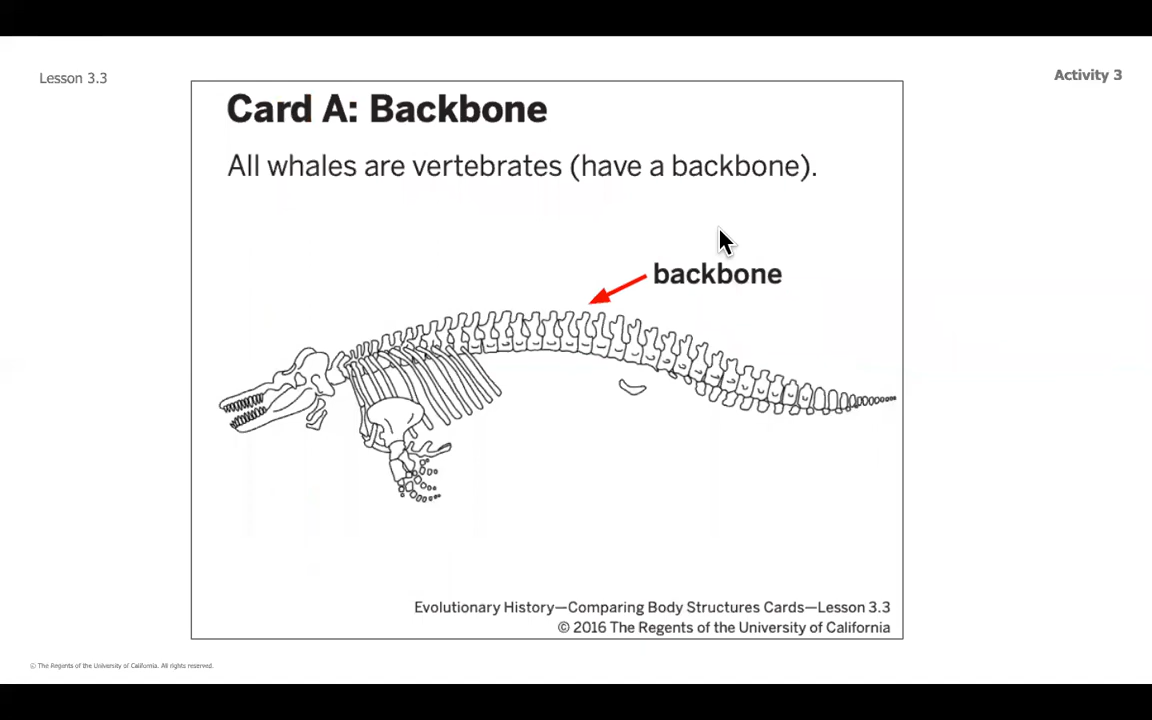 Lesson 3.3
Activity 3
Card A: Backbone
All whales are vertebrates (have a backbone).
backbone
Evolutionary History—Comparing Body Structures Cards—Lesson 3.3
© 2016 The Regents of the University of California
© The Regents of the University of California. All rights reserved.